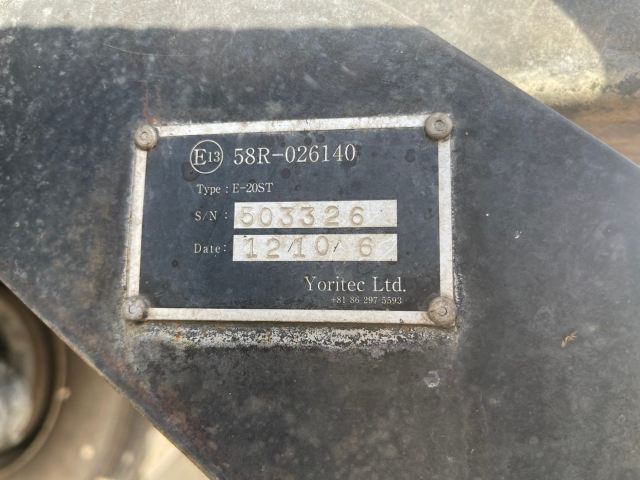 E13 58R-026140
Type : E-20ST
S/N : 503326
Date: 12/10/6
Yoritec Ltd.
+81 86 297 5593